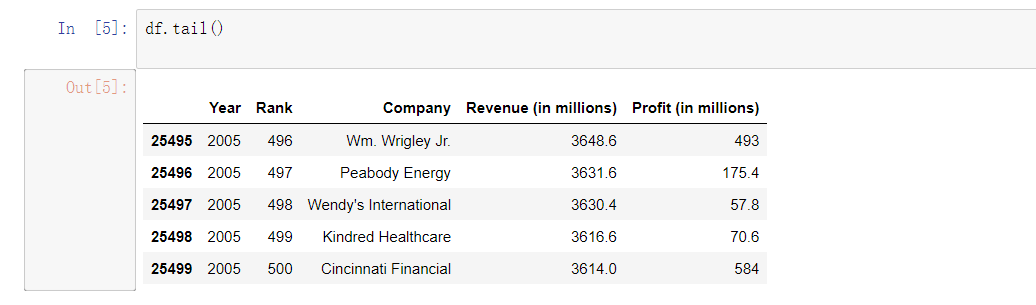 In [5]: df.tail()
Out[5]:
Year Rank Company Revenue (in millions) Profit (in millions)
25495 2005 496 Wm. Wrigley Jr. 3648.6 493
25496 2005 497 Peabody Energy 3631.6 175.4
25497 2005 498 Wendy's International 3630.4 57.8
25498 2005 499 Kindred Healthcare 3616.6 70.6
25499 2005 500 Cincinnati Financial 3614.0 584